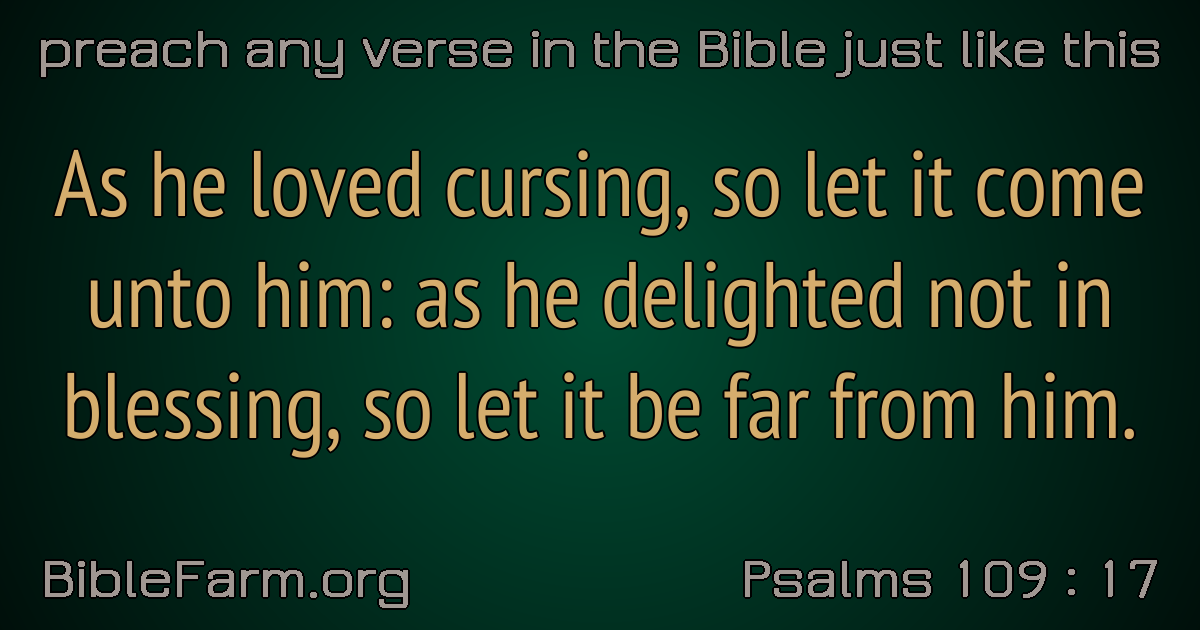 preach any verse in the Bible just like this
As he loved cursing, so let it come
unto him: as he delighted not in
blessing, so let it be far from him.
BibleFarm.org
Psalms 109 : 17